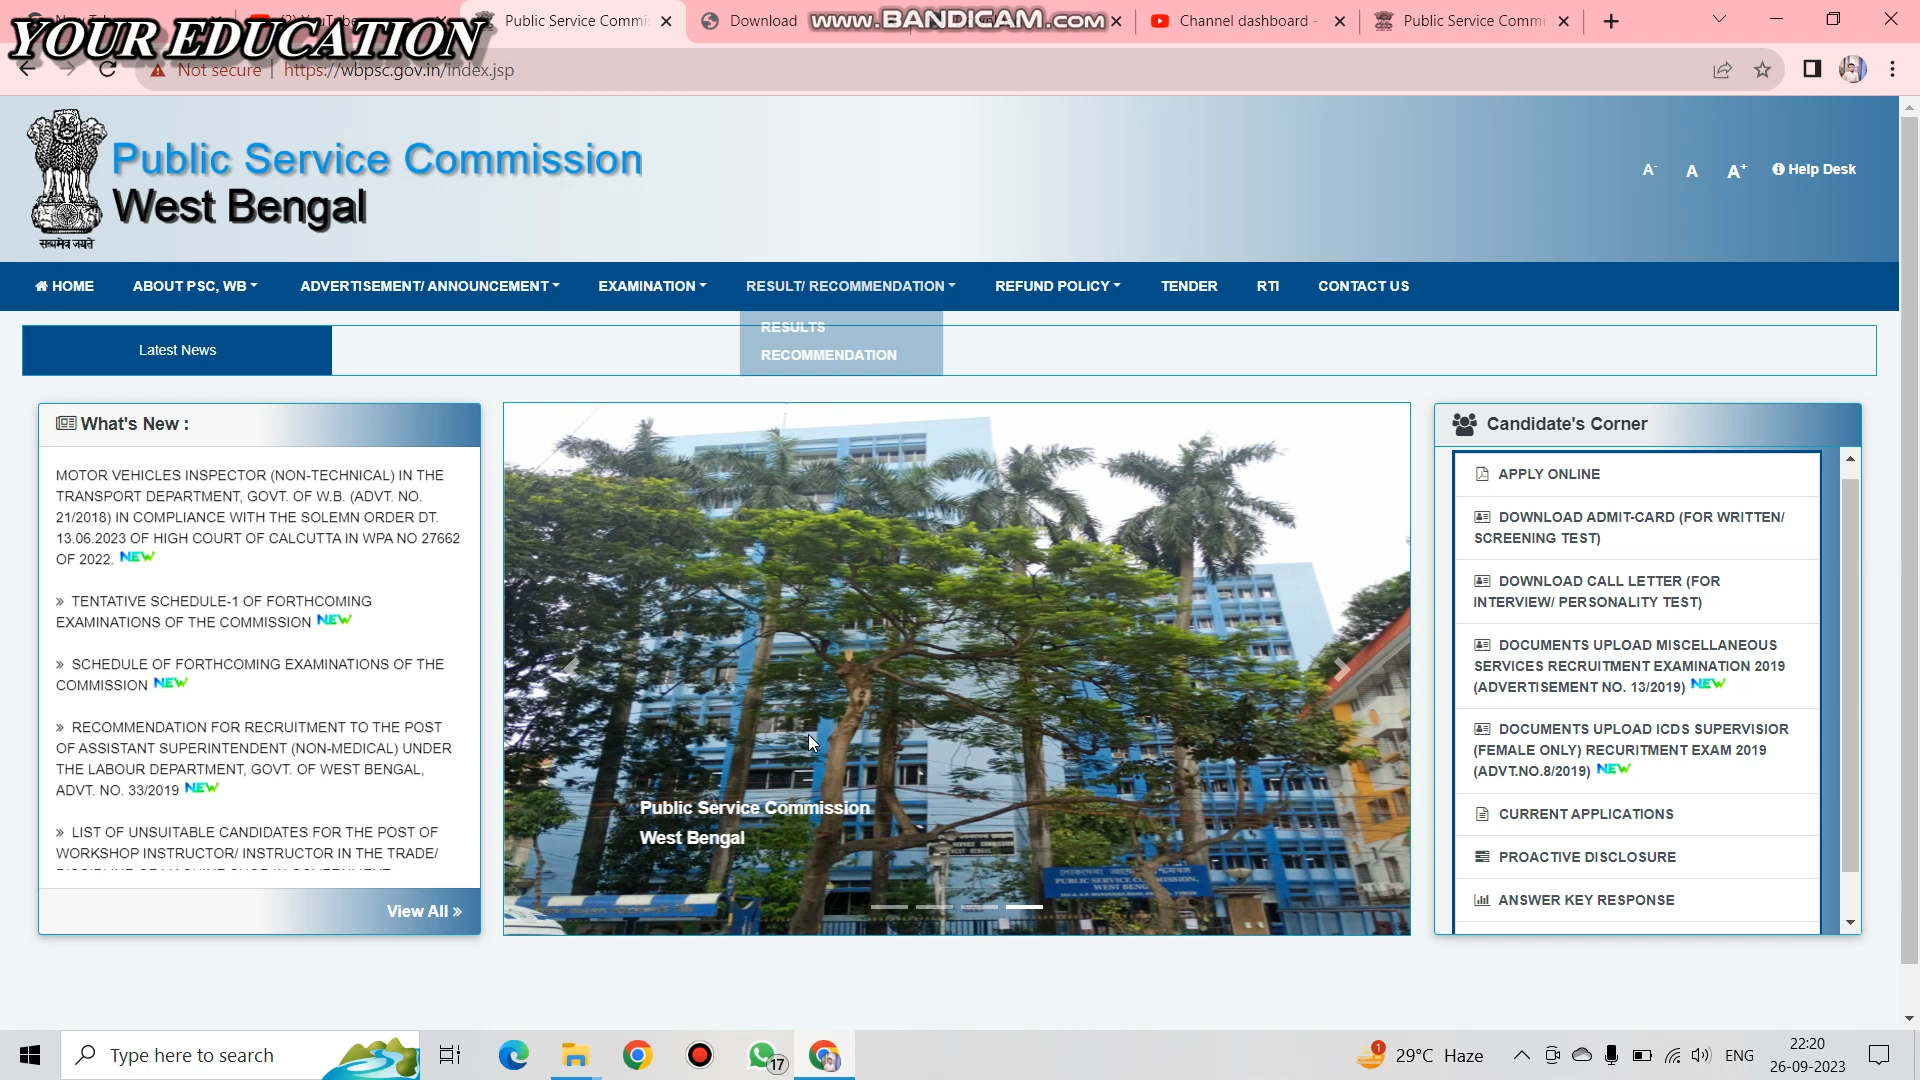 YOUR EDUCATION
(2) YouTube
Public Service Commis
Download
www.BANDICAM.com
Channel dashboard -
Public Service Commi
Not secure
https://wbpsc.gov.in/index.jsp
Public Service Commission
West Bengal
सत्यमेव जयते
A-
A
A+
Help Desk
HOME
ABOUT PSC, WB
ADVERTISEMENT/ ANNOUNCEMENT
EXAMINATION
RESULT/ RECOMMENDATION
REFUND POLICY
TENDER
RTI
CONTACT US
RESULTS
RECOMMENDATION
Latest News
What's New :
MOTOR VEHICLES INSPECTOR (NON-TECHNICAL) IN THE
TRANSPORT DEPARTMENT, GOVT. OF W.B. (ADVT. NO.
21/2018) IN COMPLIANCE WITH THE SOLEMN ORDER DT.
13.06.2023 OF HIGH COURT OF CALCUTTA IN WPA NO 27662
OF 2022. NEW
» TENTATIVE SCHEDULE-1 OF FORTHCOMING
EXAMINATIONS OF THE COMMISSION NEW
» SCHEDULE OF FORTHCOMING EXAMINATIONS OF THE
COMMISSION NEW
» RECOMMENDATION FOR RECRUITMENT TO THE POST
OF ASSISTANT SUPERINTENDENT (NON-MEDICAL) UNDER
THE LABOUR DEPARTMENT, GOVT. OF WEST BENGAL,
ADVT. NO. 33/2019 NEW
» LIST OF UNSUITABLE CANDIDATES FOR THE POST OF
WORKSHOP INSTRUCTOR/ INSTRUCTOR IN THE TRADE/
View All »
Public Service Commission
West Bengal
PUBLIC SERVICE COMMISSION,
WEST BENGAL
Candidate's Corner
APPLY ONLINE
DOWNLOAD ADMIT-CARD (FOR WRITTEN/
SCREENING TEST)
DOWNLOAD CALL LETTER (FOR
INTERVIEW/ PERSONALITY TEST)
DOCUMENTS UPLOAD MISCELLANEOUS
SERVICES RECRUITMENT EXAMINATION 2019
(ADVERTISEMENT NO. 13/2019) NEW
DOCUMENTS UPLOAD ICDS SUPERVISIOR
(FEMALE ONLY) RECURITMENT EXAM 2019
(ADVT.NO.8/2019) NEW
CURRENT APPLICATIONS
PROACTIVE DISCLOSURE
ANSWER KEY RESPONSE
Type here to search
17
1
29°C Haze
ENG
22:20
26-09-2023